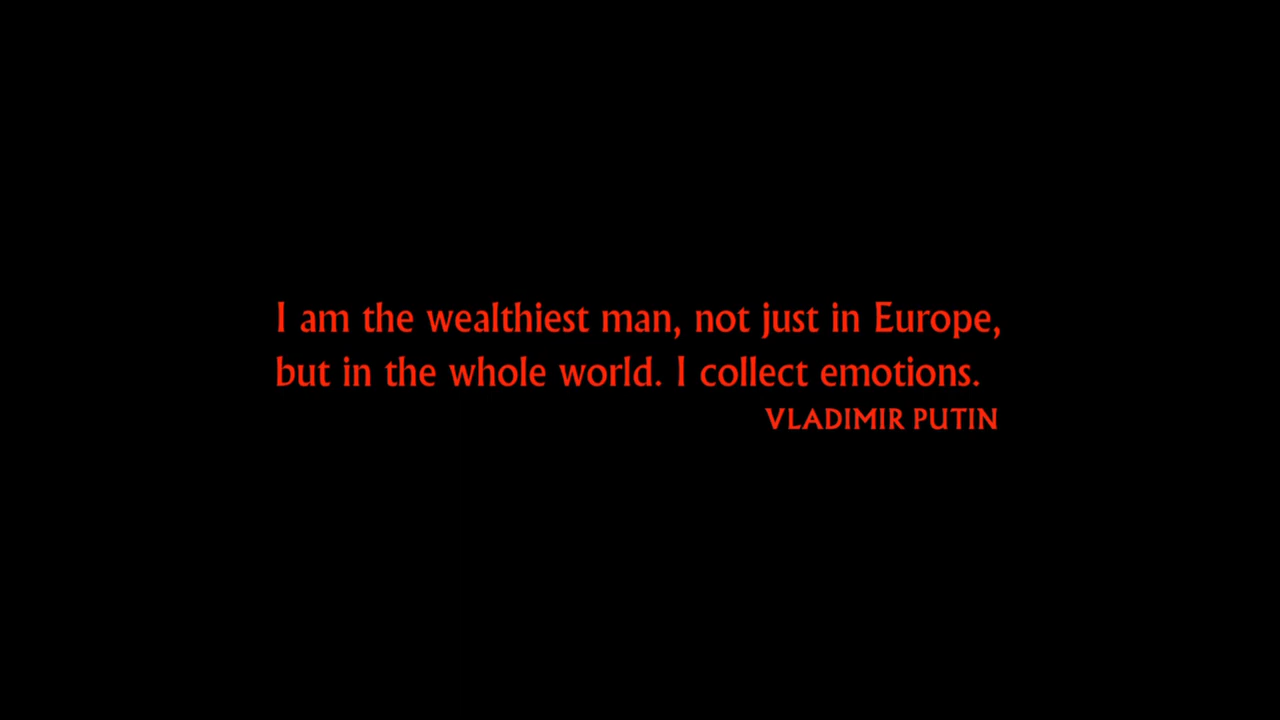 I am the wealthiest man, not just in Europe,
but in the whole world. I collect emotions.
VLADIMIR PUTIN